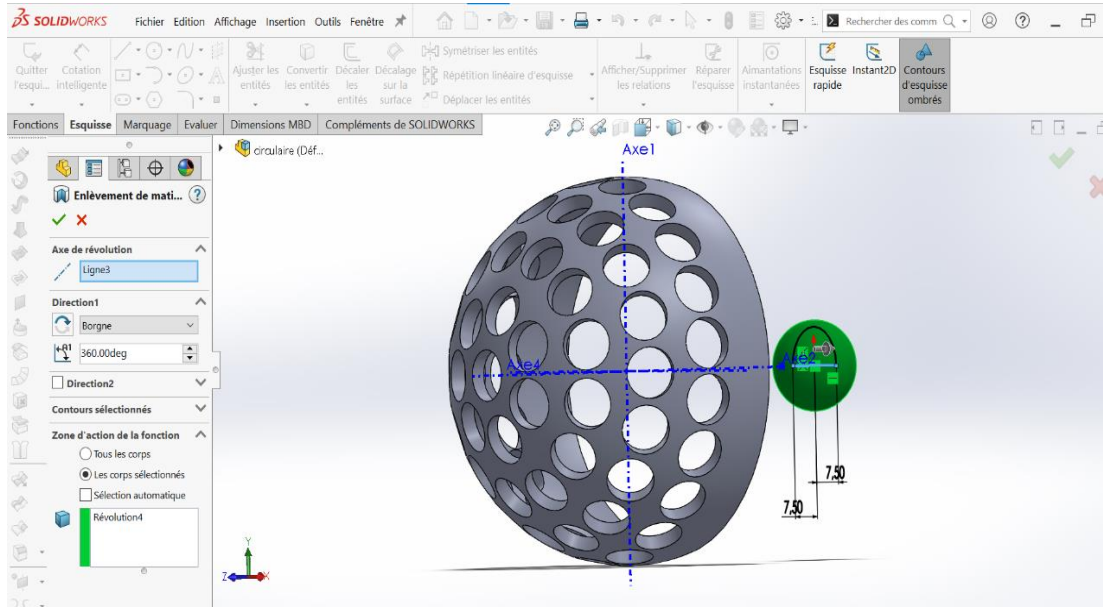 SOLIDWORKS Fichier Edition Affichage Insertion Outils Fenêtre Rechercher des comm
Quitter l'esqui...
Cotation intelligente
Ajuster les entités
Convertir les entités
Décaler les entités
Décalage sur la surface
Symétriser les entités
Répétition linéaire d'esquisse
Déplacer les entités
Afficher/Supprimer les relations
Réparer l'esquisse
Aimantations instantanées
Esquisse rapide
Instant2D
Contours d'esquisse ombrés
Fonctions Esquisse Marquage Evaluer Dimensions MBD Compléments de SOLIDWORKS
circulaire (Déf...
Enlèvement de mati...
Axe de révolution
Ligne3
Direction1
Borgne
360.00deg
Direction2
Contours sélectionnés
Zone d'action de la fonction
Tous les corps
Les corps sélectionnés
Sélection automatique
Révolution4
Axe1
Axe4
Axe2
7,50
7,50
Y
Z
X